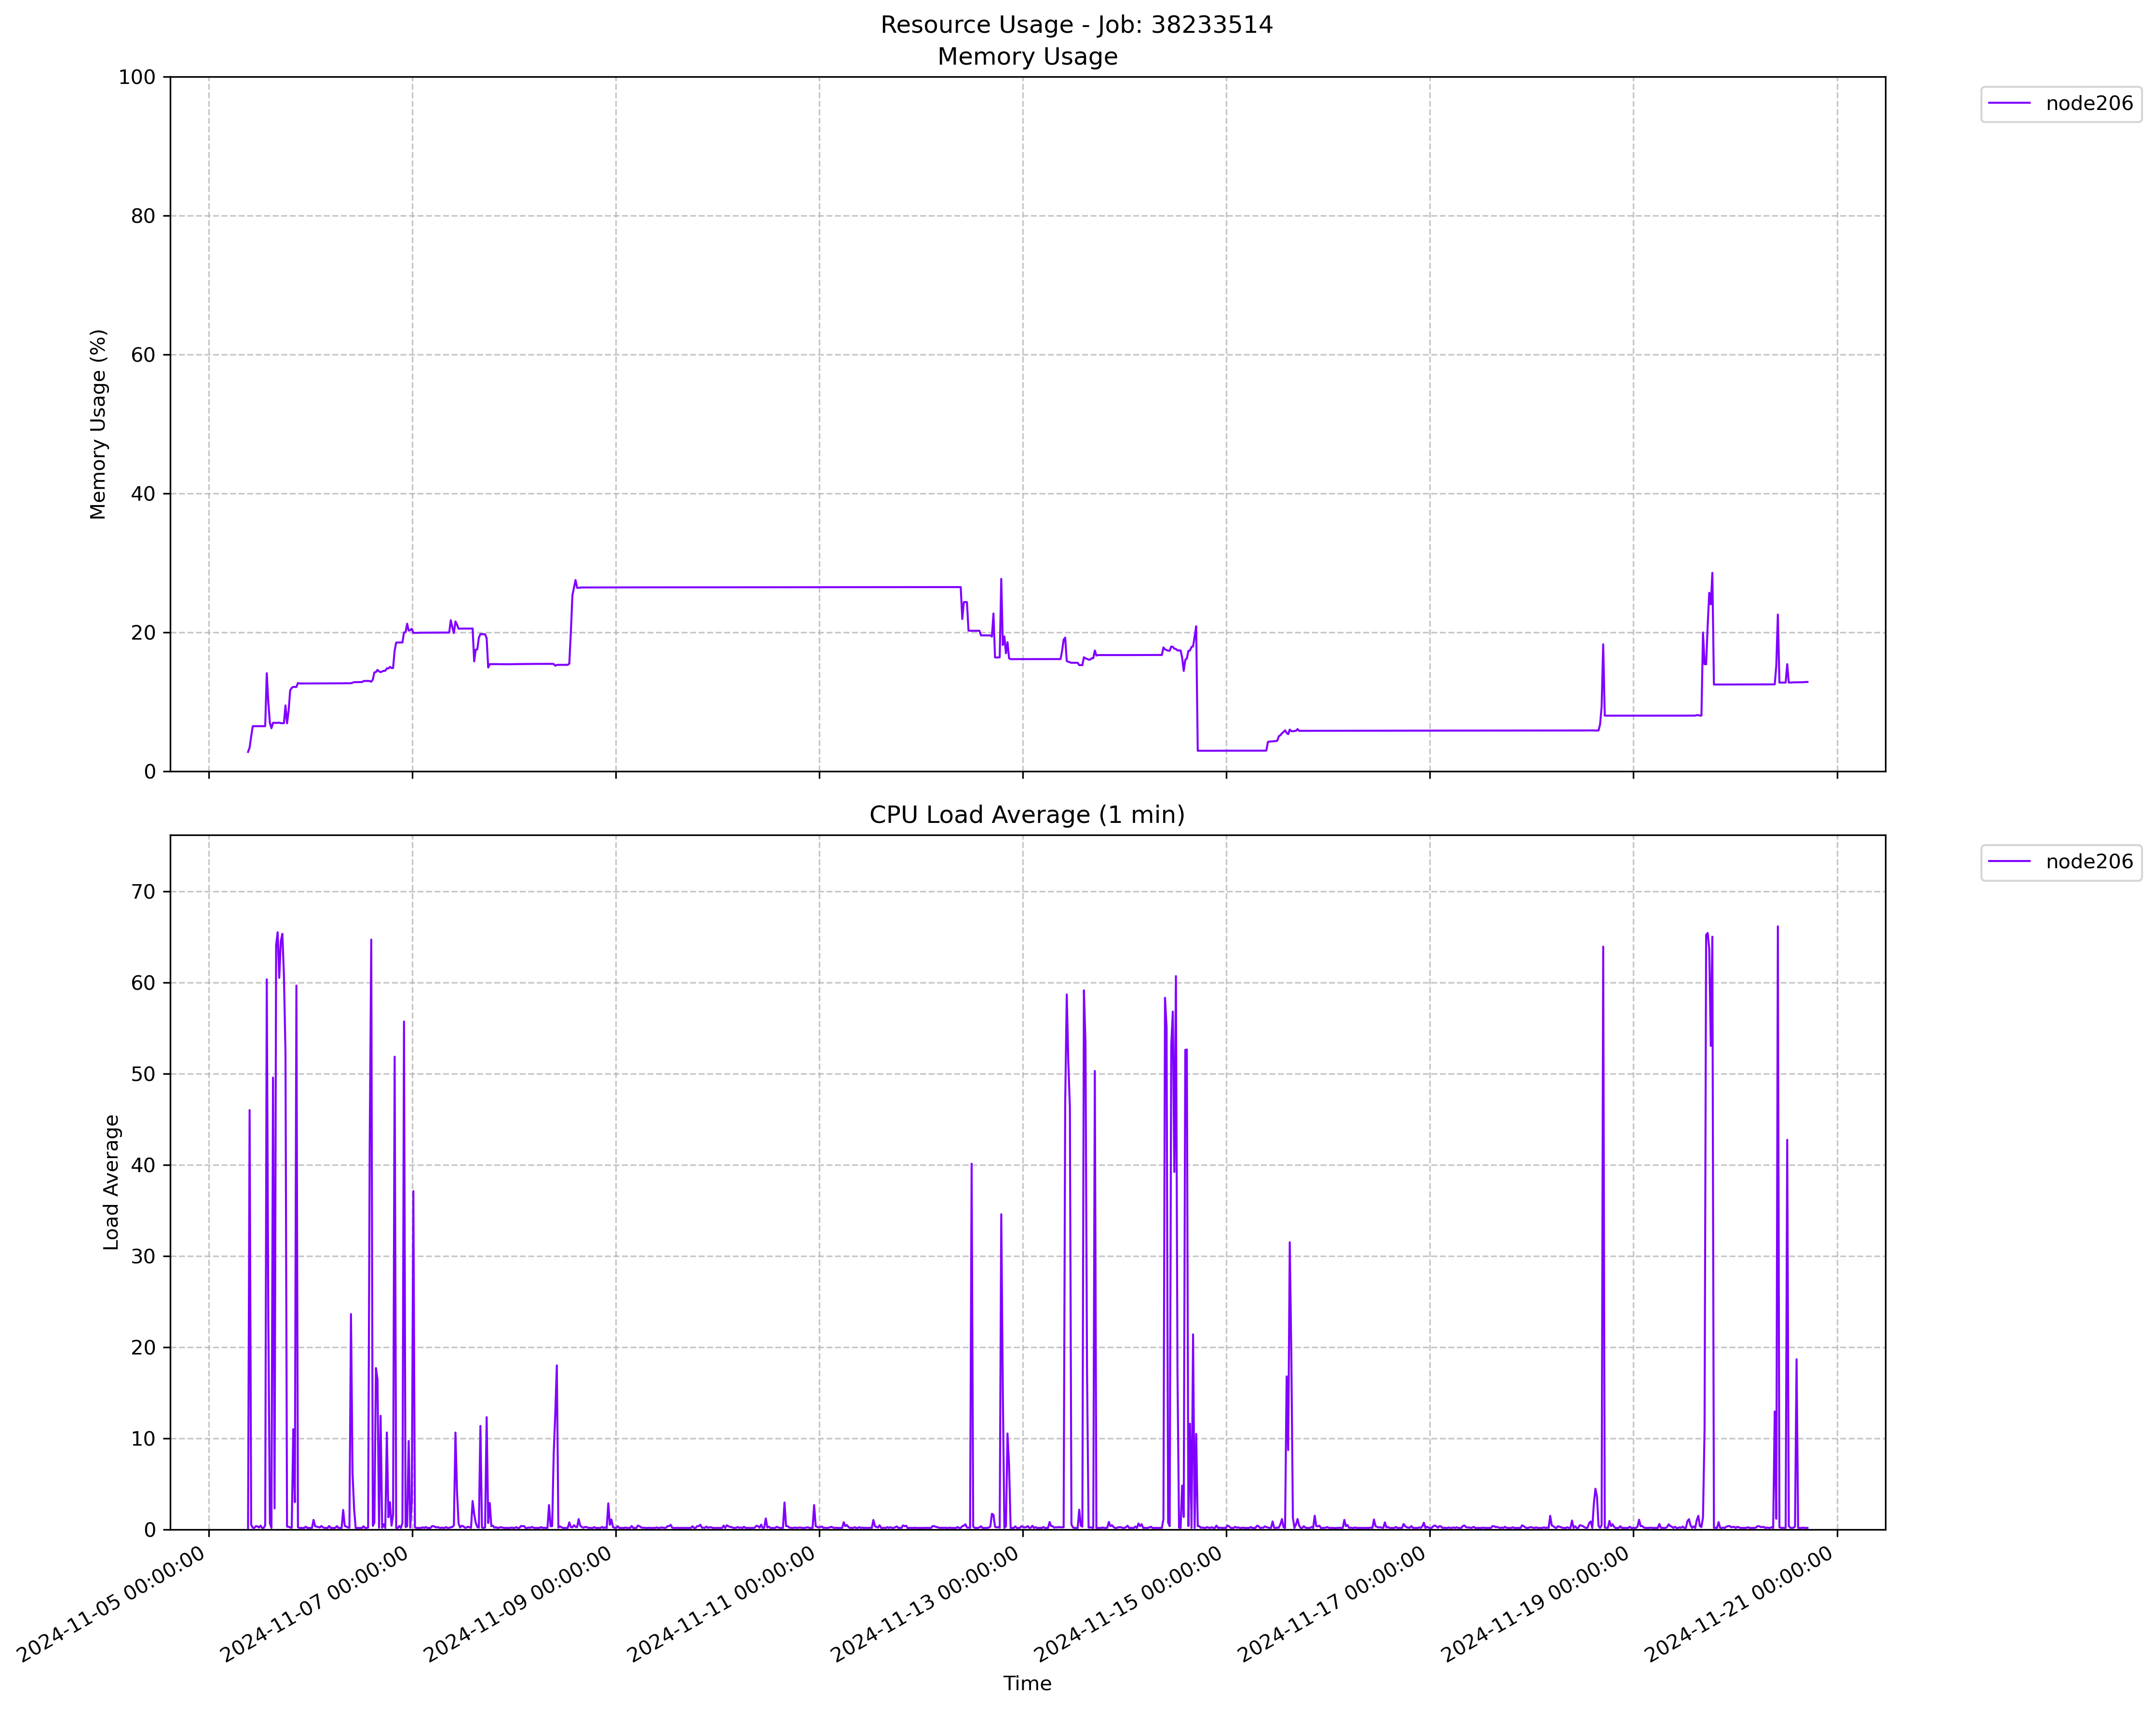 Resource Usage - Job: 38233514
Memory Usage
100
80
60
40
20
0
Memory Usage (%)
node206
CPU Load Average (1 min)
70
60
50
40
30
20
10
0
Load Average
node206
2024-11-05 00:00:00
2024-11-07 00:00:00
2024-11-09 00:00:00
2024-11-11 00:00:00
2024-11-13 00:00:00
2024-11-15 00:00:00
2024-11-17 00:00:00
2024-11-19 00:00:00
2024-11-21 00:00:00
Time